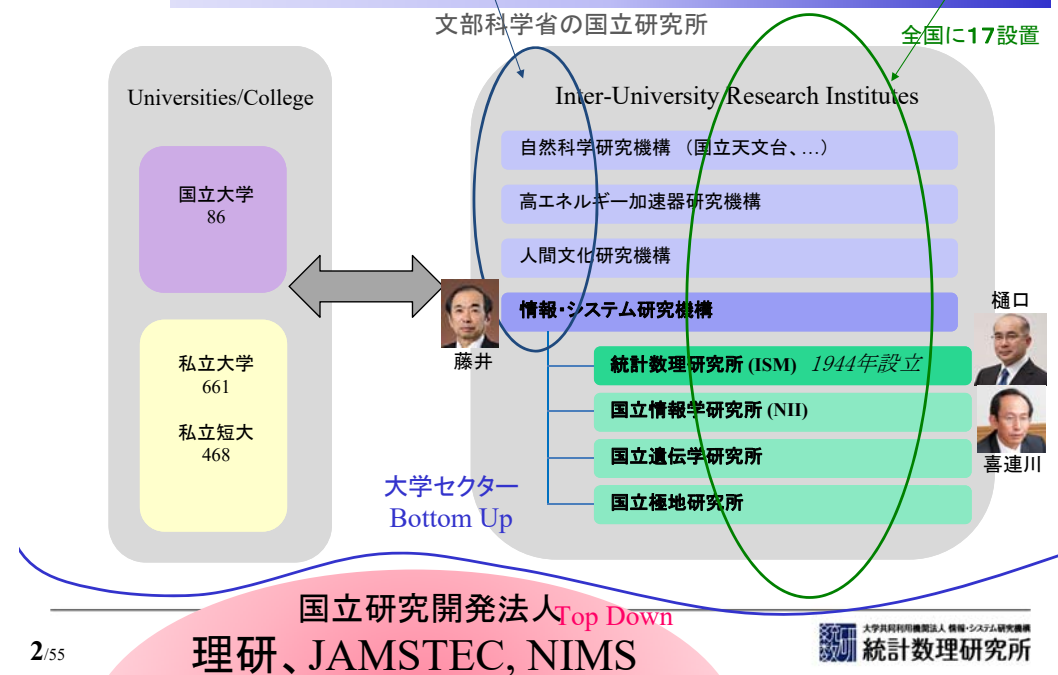 文部科学省の国立研究所
全国に17設置
Universities/College
Inter-University Research Institutes
国立大学
86
私立大学
661
私立短大
468
自然科学研究機構 （国立天文台、…）
高エネルギー加速器研究機構
人間文化研究機構
情報・システム研究機構
藤井
樋口
統計数理研究所 (ISM) 1944年設立
国立情報学研究所 (NII)
喜連川
国立遺伝学研究所
国立極地研究所
大学セクター
Bottom Up
国立研究開発法人
Top Down
理研、JAMSTEC, NIMS
2/55
統研
大学共同利用機関法人 情報・システム研究機構
統計数理研究所